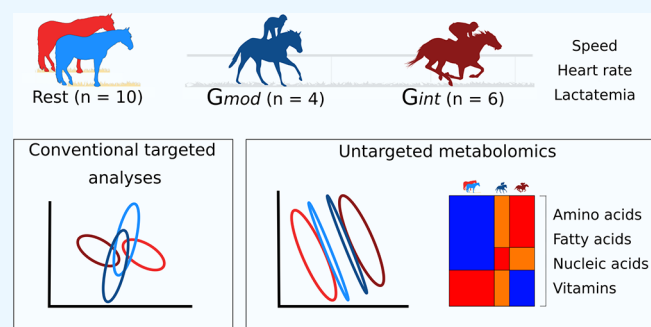 Rest (n = 10)
Gmod (n = 4)
Gint (n = 6)
Speed
Heart rate
Lactatemia
Conventional targeted
analyses
Untargeted metabolomics
Amino acids
Fatty acids
Nucleic acids
Vitamins